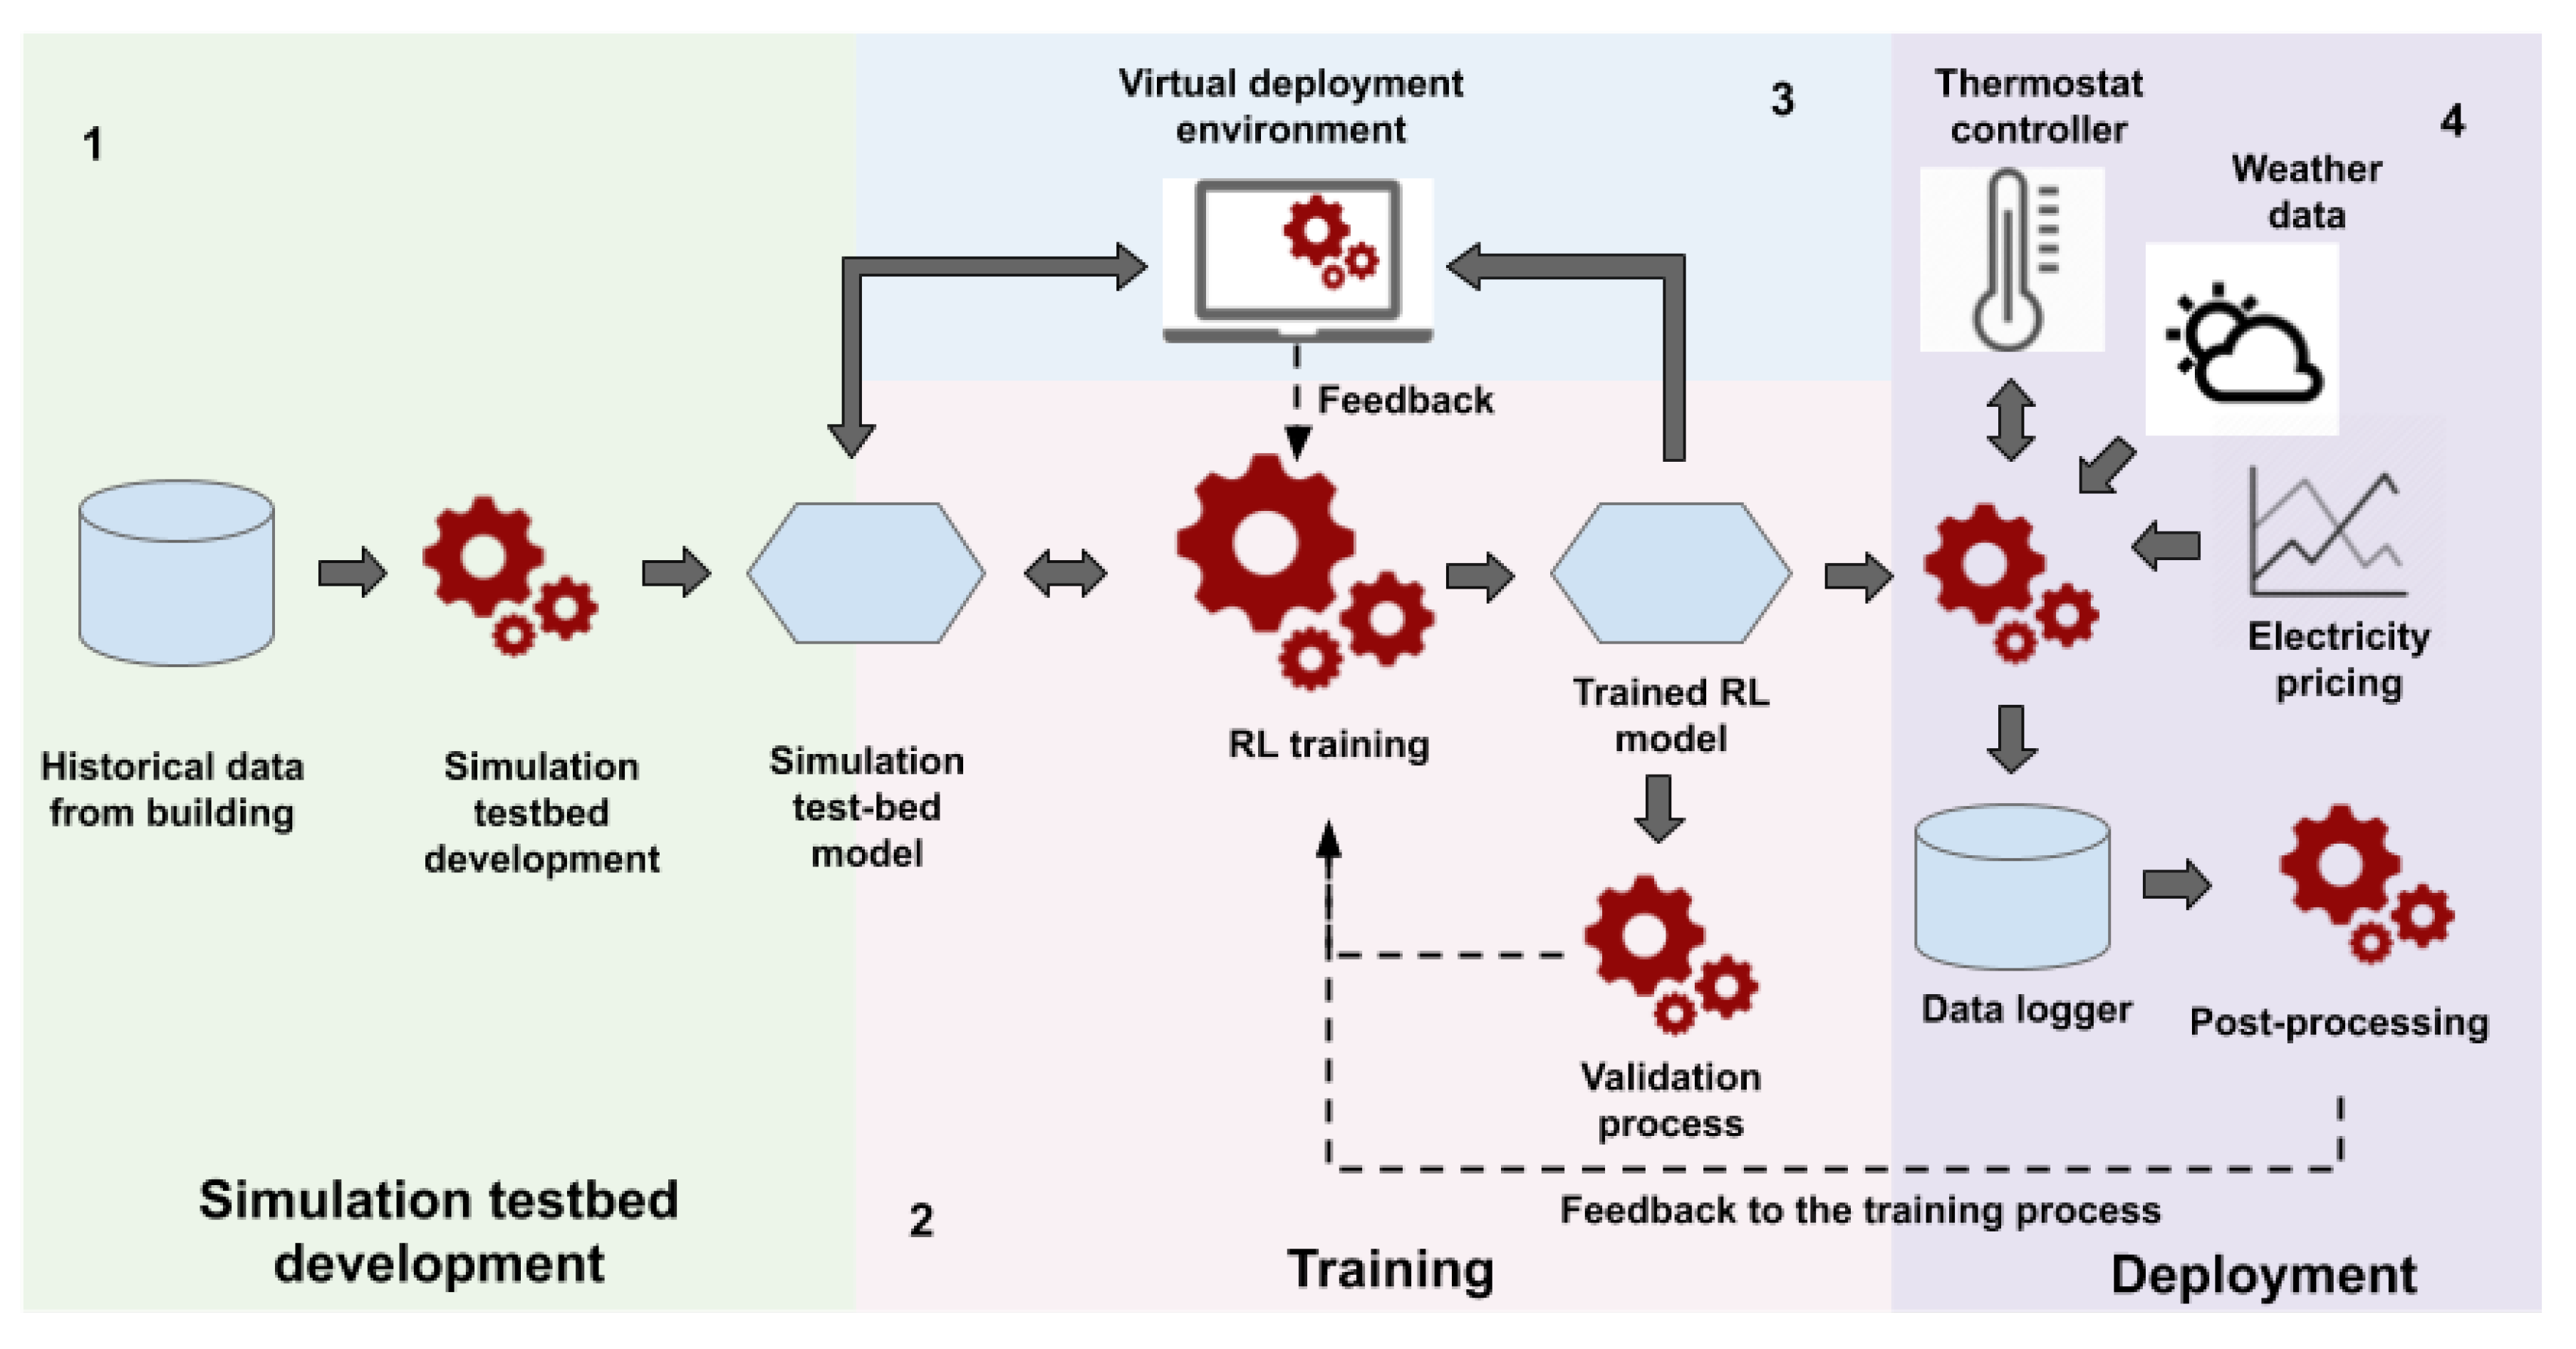 1
Virtual deployment
environment
3
Thermostat
controller
4
Weather
data
Feedback
Historical data
from building
Simulation
testbed
development
Simulation
test-bed
model
RL training
Trained RL
model
Electricity
pricing
Validation
process
Data logger
Post-processing
Feedback to the training process
Simulation testbed
development
2
Training
Deployment